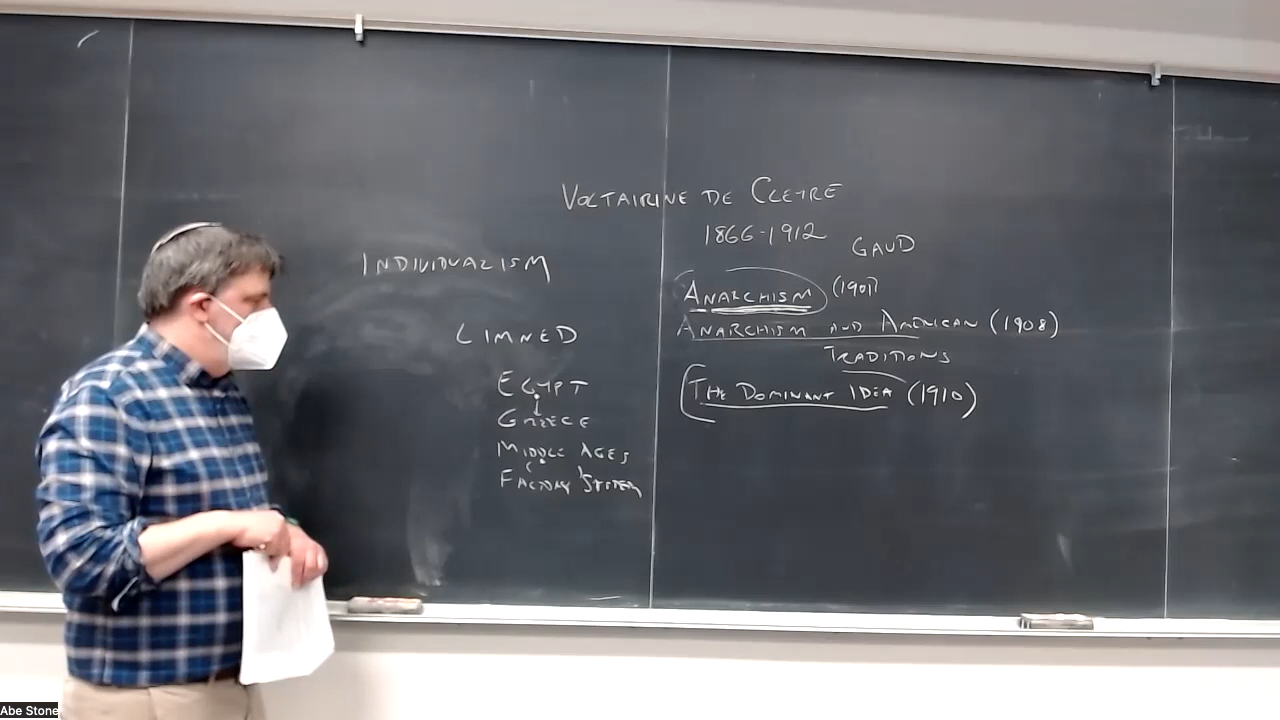 VOLTAIRINE DE CLEYRE
1866-1912
GAUD
INDIVIDUALISM
ANARCHISM (1901)
LIMNED
ANARCHISM AND AMERICAN (1908)
TRADITIONS
EGYPT
THE DOMINANT IDEA (1910)
GREECE
MIDDLE AGES
FACTORY SYSTEM
Abe Stone